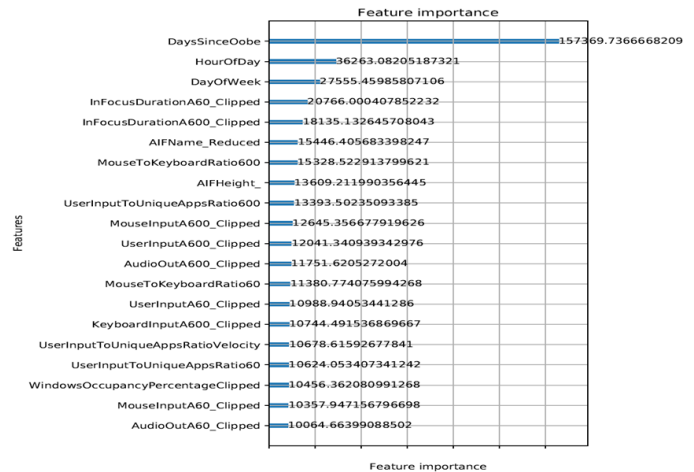 Feature importance
DaysSinceOobe 157369.7366668209
HourOfDay 36263.08205187321
DayOfWeek 27555.45985807106
InFocusDurationA60_Clipped 20766.000407852232
InFocusDurationA600_Clipped 18135.132645708043
AIFName_Reduced 15446.405683398247
MouseToKeyboardRatio600 15328.522913799621
AIFHeight_ 13609.211990356445
UserInputToUniqueAppsRatio600 13393.50235093385
MouseInputA600_Clipped 12645.356677919626
UserInputA600_Clipped 12041.340939342976
AudioOutA600_Clipped 11751.6205272004
MouseToKeyboardRatio60 11380.774075994268
UserInputA60_Clipped 10988.94053441286
KeyboardInputA600_Clipped 10744.491536869667
UserInputToUniqueAppsRatioVelocity 10678.61592677841
UserInputToUniqueAppsRatio60 10624.053407341242
WindowsOccupancyPercentageClipped 10456.362080991268
MouseInputA60_Clipped 10357.947156796698
AudioOutA60_Clipped 10064.66399088502
Features
Feature importance